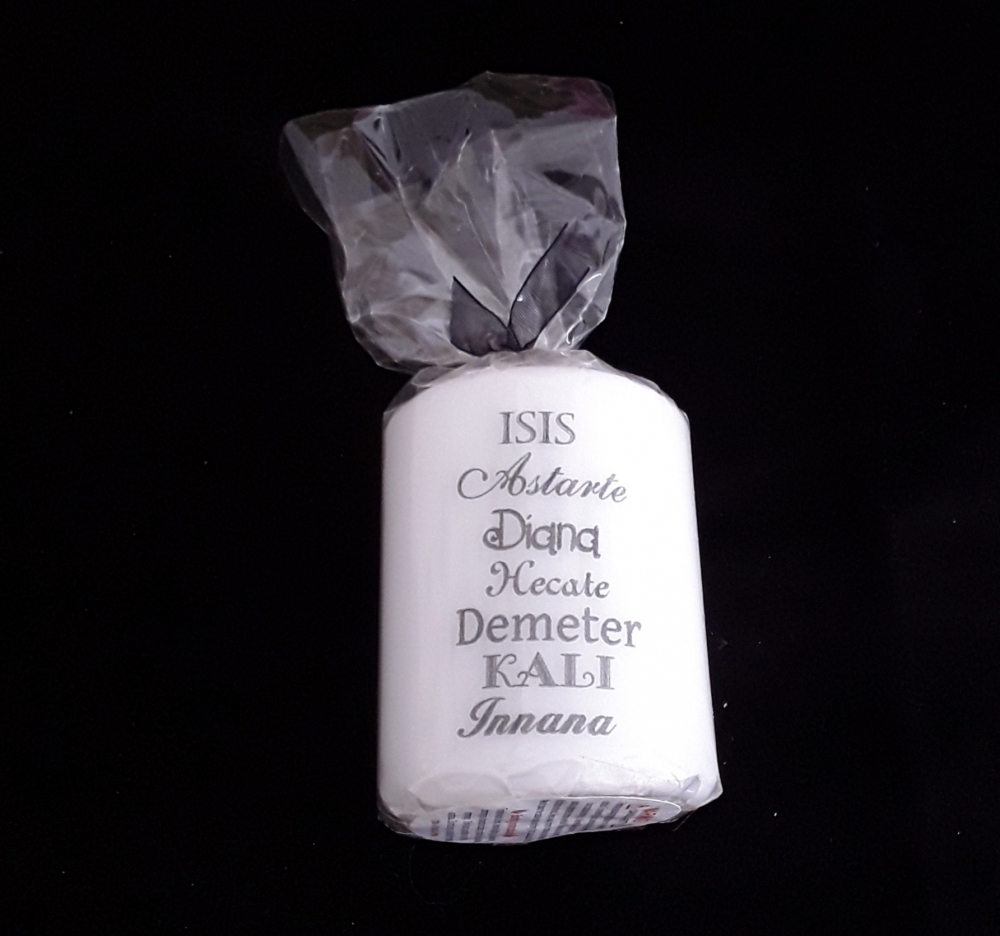 ISIS
Astarte
Diana
Hecate
Demeter
KALI
Innana